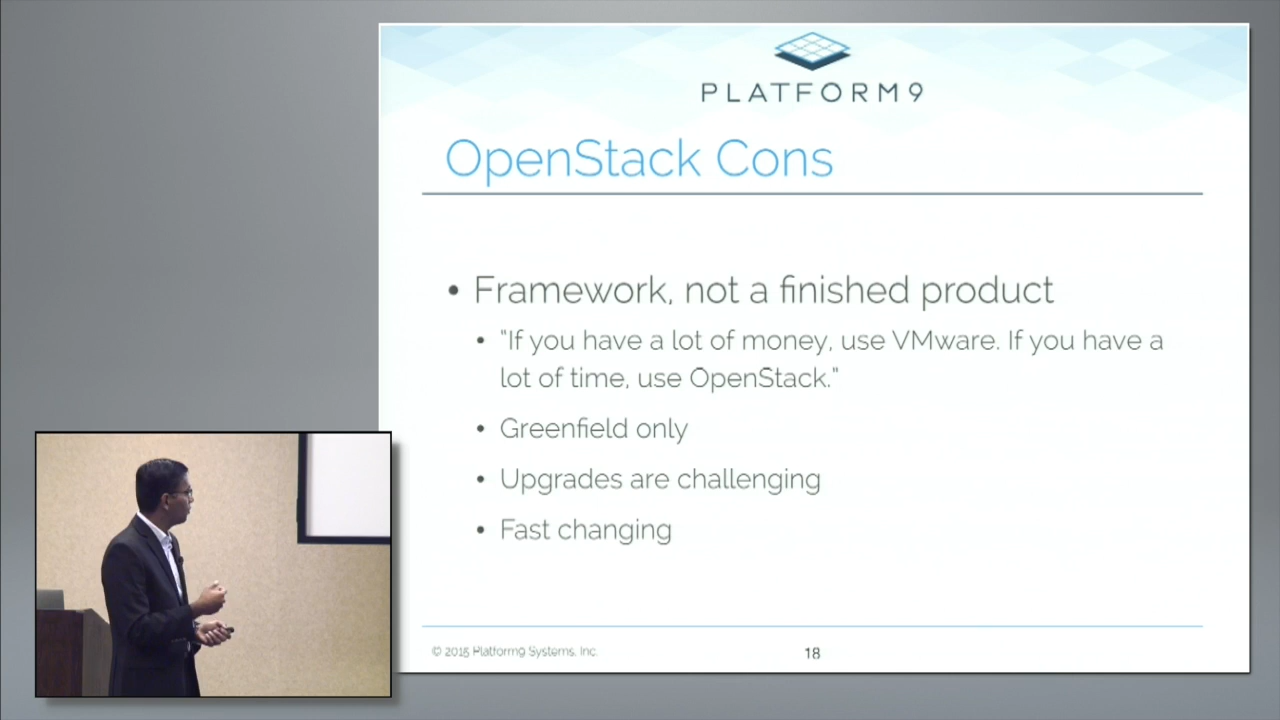 PLATFORM9
OpenStack Cons
• Framework, not a finished product
• "If you have a lot of money, use VMware. If you have a
lot of time, use OpenStack."
• Greenfield only
• Upgrades are challenging
• Fast changing
© 2015 Platform9 Systems, Inc.
18